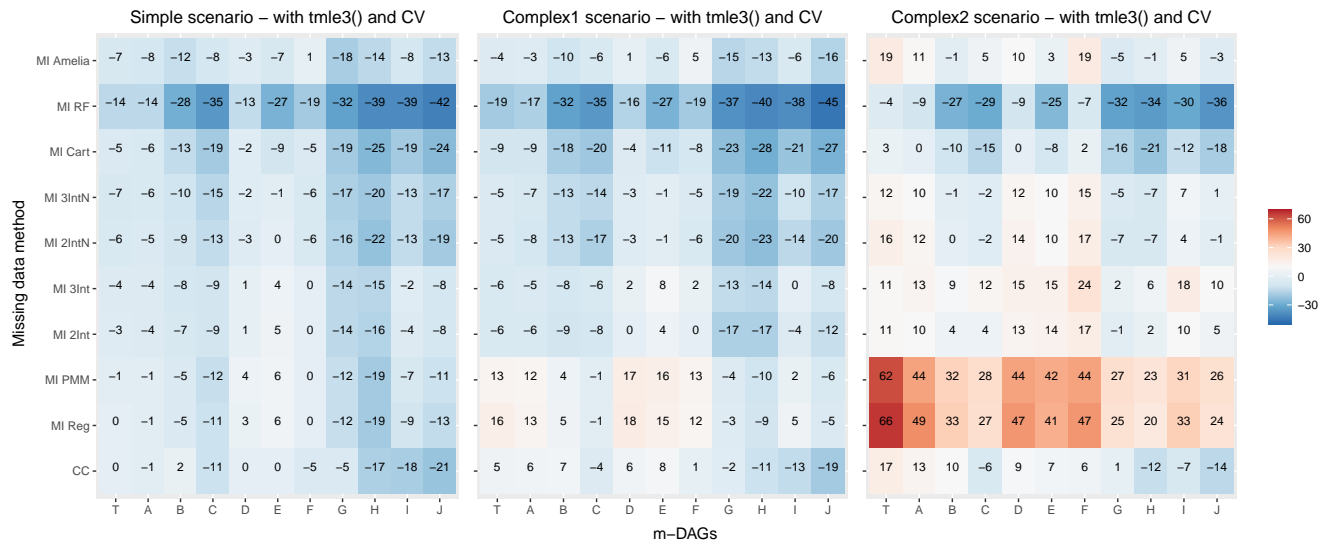 Simple scenario − with tmle3() and CV
Complex1 scenario − with tmle3() and CV
Complex2 scenario − with tmle3() and CV
Missing data method
MI Amelia −7 −8 −12 −8 −3 −7 1 −18 −14 −8 −13 −4 −3 −10 −6 1 −6 5 −15 −13 −6 −16 19 11 −1 5 10 3 19 −5 −1 5 −3
MI RF −14 −14 −28 −35 −13 −27 −19 −32 −39 −39 −42 −19 −17 −32 −35 −16 −27 −19 −37 −40 −38 −45 −4 −9 −27 −29 −9 −25 −7 −32 −34 −30 −36
MI Cart −5 −6 −13 −19 −2 −9 −5 −19 −25 −19 −24 −9 −9 −18 −20 −4 −11 −8 −23 −28 −21 −27 3 0 −10 −15 0 −8 2 −16 −21 −12 −18
MI 3IntN −7 −6 −10 −15 −2 −1 −6 −17 −20 −13 −17 −5 −7 −13 −14 −3 −1 −5 −19 −22 −10 −17 12 10 −1 −2 12 10 15 −5 −7 7 1
MI 2IntN −6 −5 −9 −13 −3 0 −6 −16 −22 −13 −19 −5 −8 −13 −17 −3 −1 −6 −20 −23 −14 −20 16 12 0 −2 14 10 17 −7 −7 4 −1
MI 3Int −4 −4 −8 −9 1 4 0 −14 −15 −2 −8 −6 −5 −8 −6 2 8 2 −13 −14 0 −8 11 13 9 12 15 15 24 2 6 18 10
MI 2Int −3 −4 −7 −9 1 5 0 −14 −16 −4 −8 −6 −6 −9 −8 0 4 0 −17 −17 −4 −12 11 10 4 4 13 14 17 −1 2 10 5
MI PMM −1 −1 −5 −12 4 6 0 −12 −19 −7 −11 13 12 4 −1 17 16 13 −4 −10 2 −6 62 44 32 28 44 42 44 27 23 31 26
MI Reg 0 −1 −5 −11 3 6 0 −12 −19 −9 −13 16 13 5 −1 18 15 12 −3 −9 5 −5 66 49 33 27 47 41 47 25 20 33 24
CC 0 −1 2 −11 0 0 −5 −5 −17 −18 −21 5 6 7 −4 6 8 1 −2 −11 −13 −19 17 13 10 −6 9 7 6 1 −12 −7 −14
T A B C D E F G H I J T A B C D E F G H I J T A B C D E F G H I J
m−DAGs
60
30
0
−30